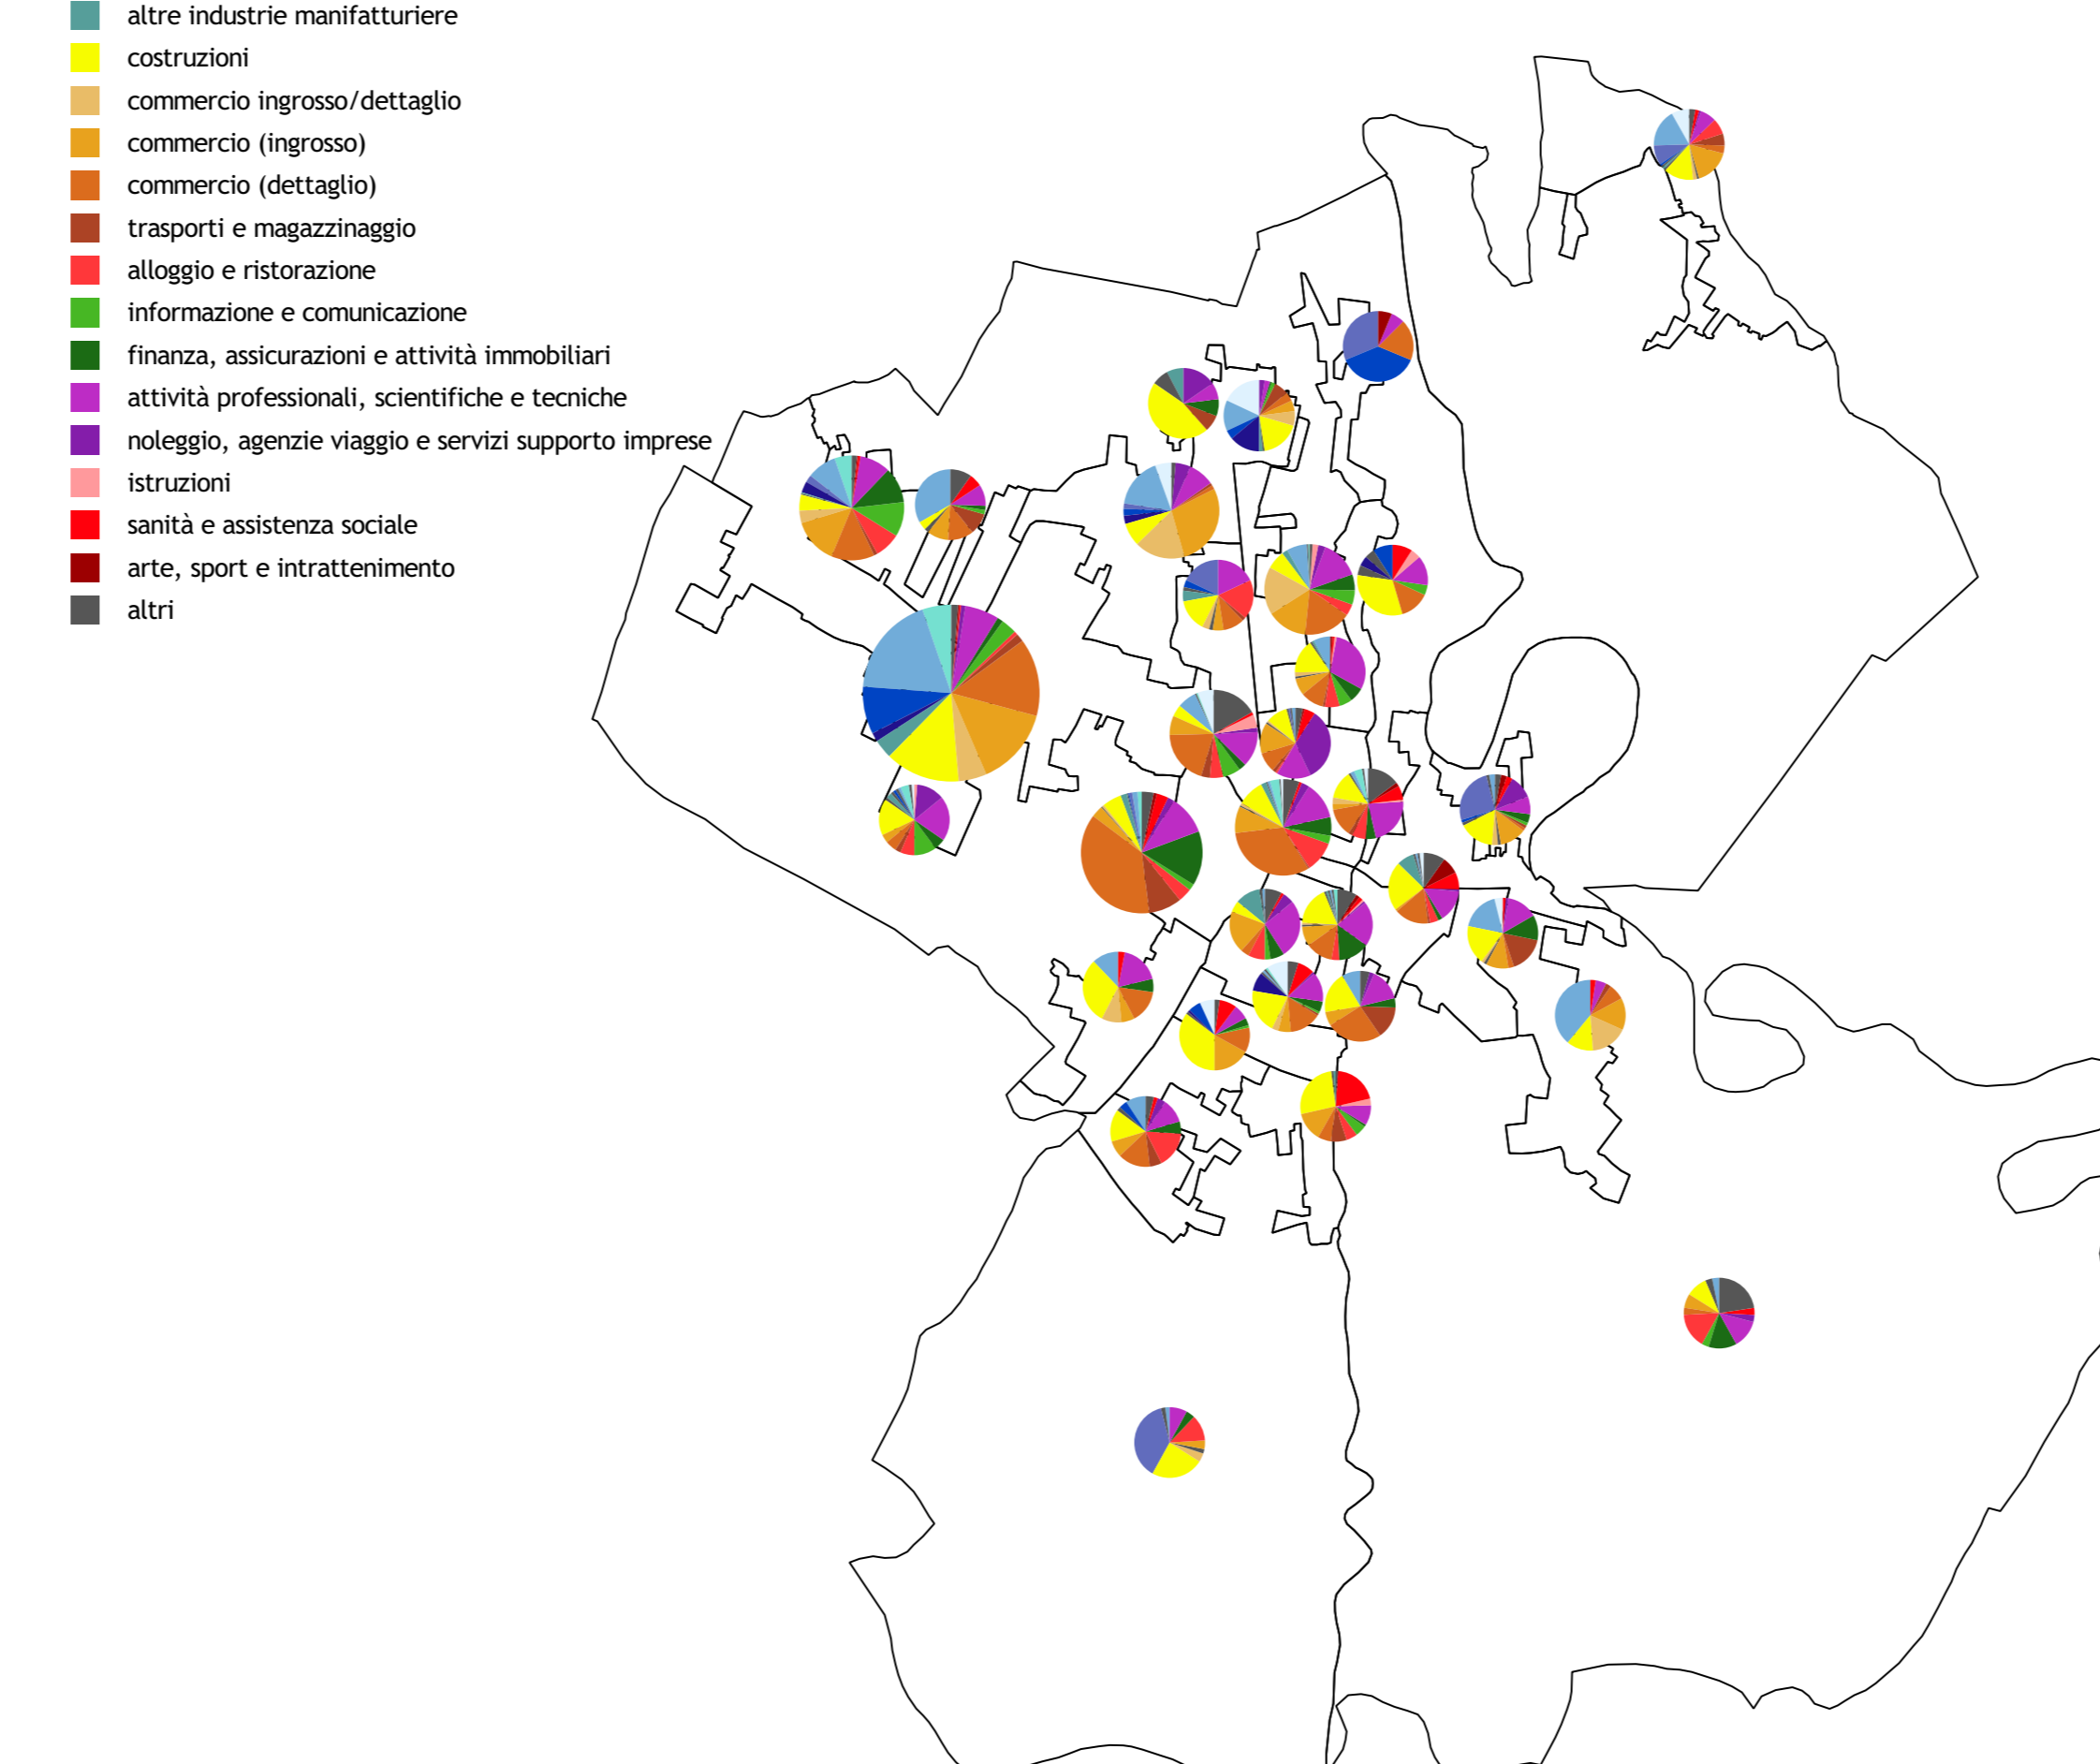 altre industrie manifatturiere
costruzioni
commercio ingrosso/dettaglio
commercio (ingrosso)
commercio (dettaglio)
trasporti e magazzinaggio
alloggio e ristorazione
informazione e comunicazione
finanza, assicurazioni e attività immobiliari
attività professionali, scientifiche e tecniche
noleggio, agenzie viaggio e servizi supporto imprese
istruzioni
sanità e assistenza sociale
arte, sport e intrattenimento
altri